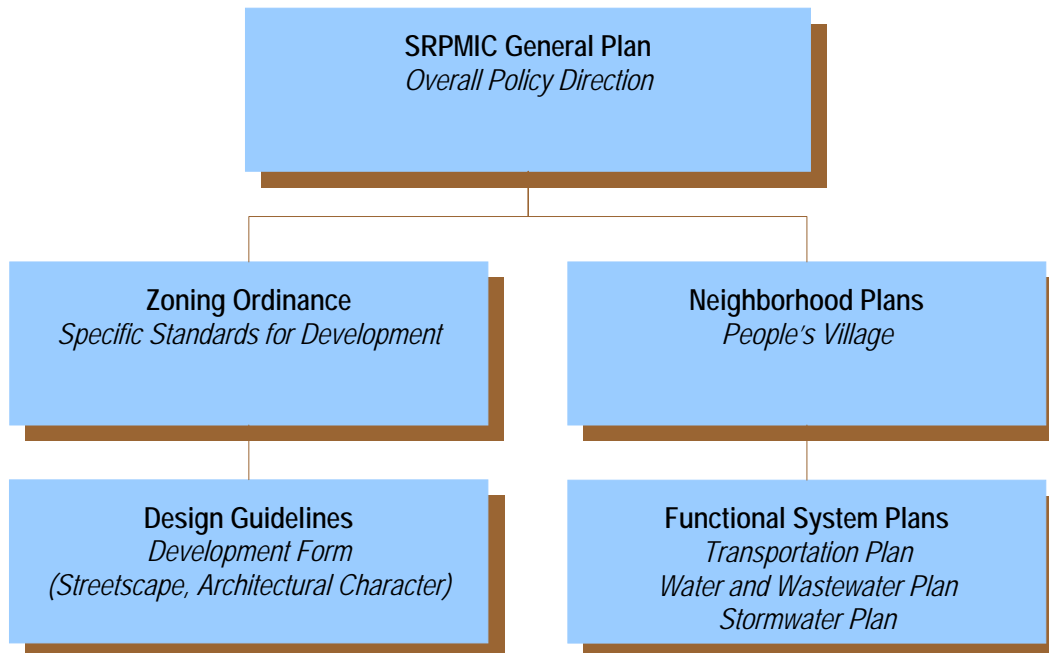 SRPMIC General Plan
Overall Policy Direction
Zoning Ordinance
Specific Standards for Development
Neighborhood Plans
People’s Village
Design Guidelines
Development Form
(Streetscape, Architectural Character)
Functional System Plans
Transportation Plan
Water and Wastewater Plan
Stormwater Plan